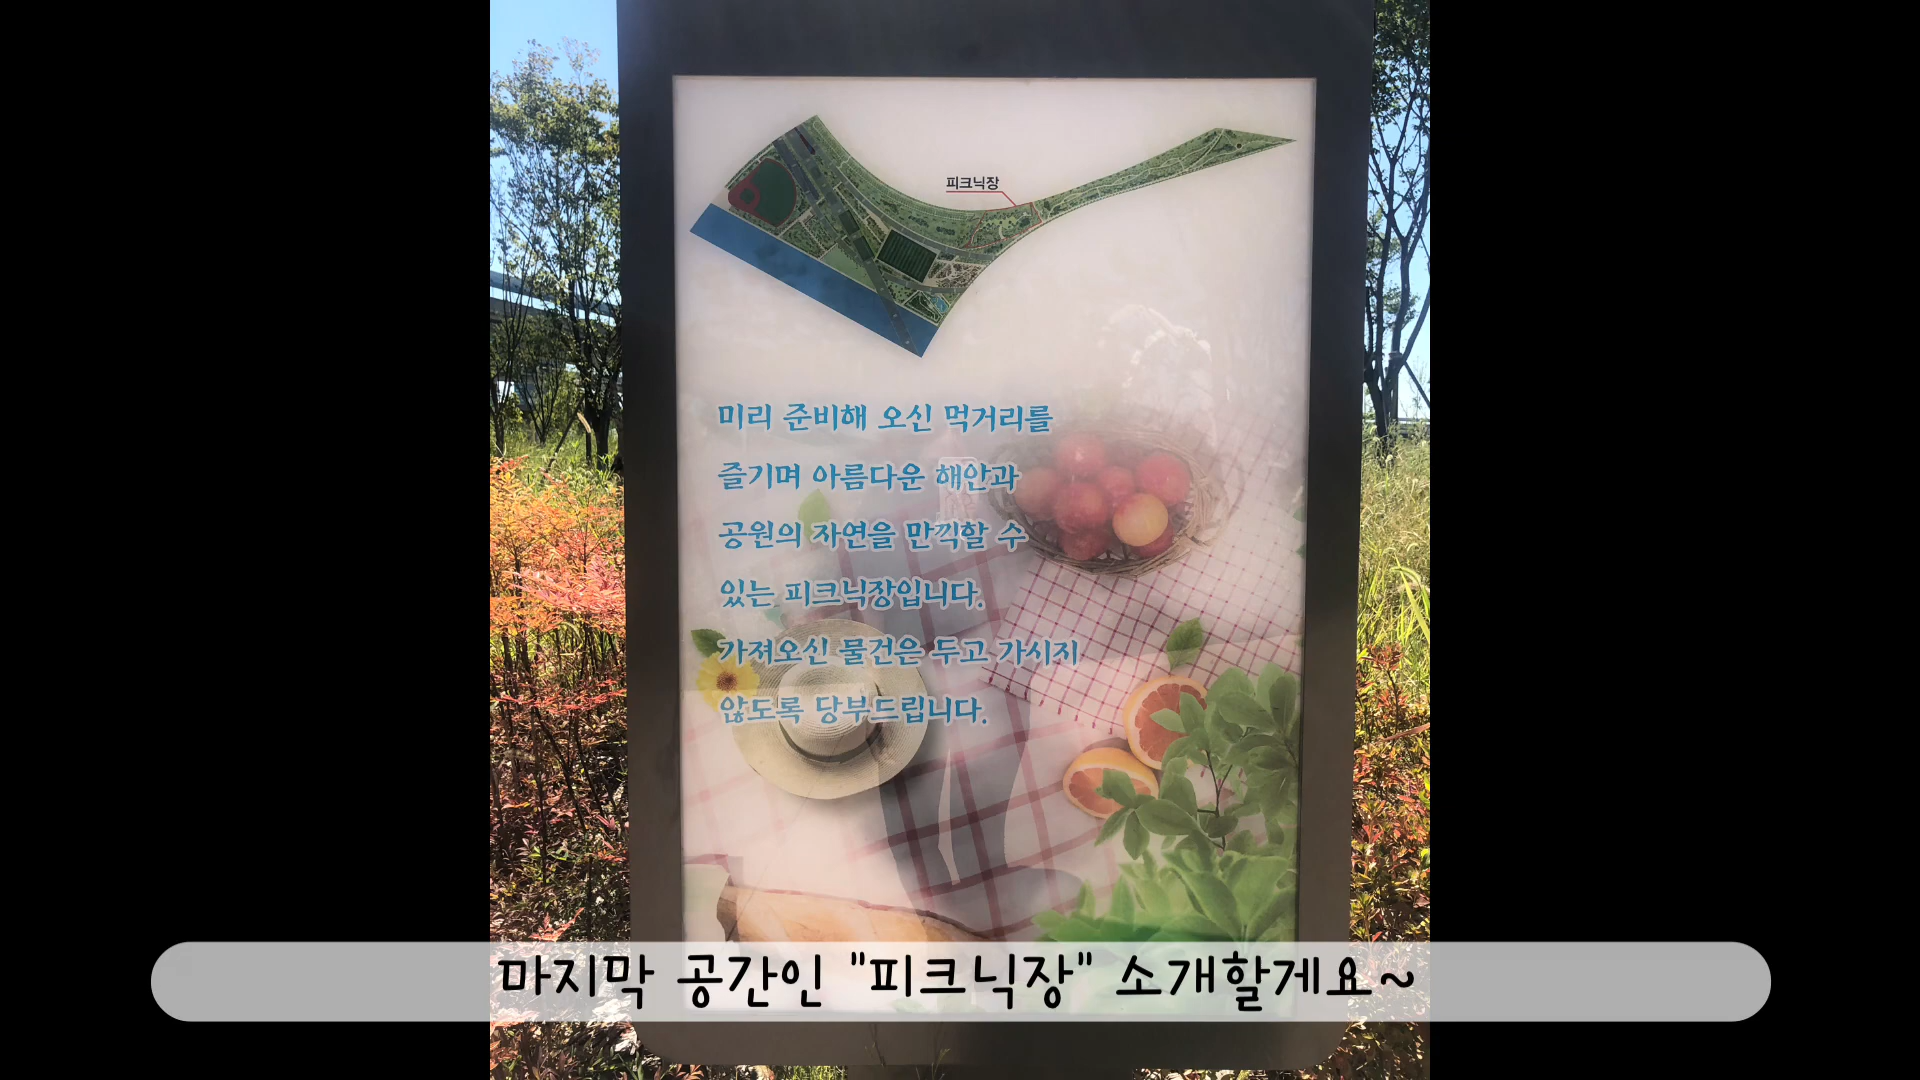 피크닉장
미리 준비해 오신 먹거리를
즐기며 아름다운 해안과
공원의 자연을 만끽할 수
있는 피크닉장입니다.
가져오신 물건은 두고 가시지
않도록 당부드립니다.
마지막 공간인 "피크닉장" 소개할게요~